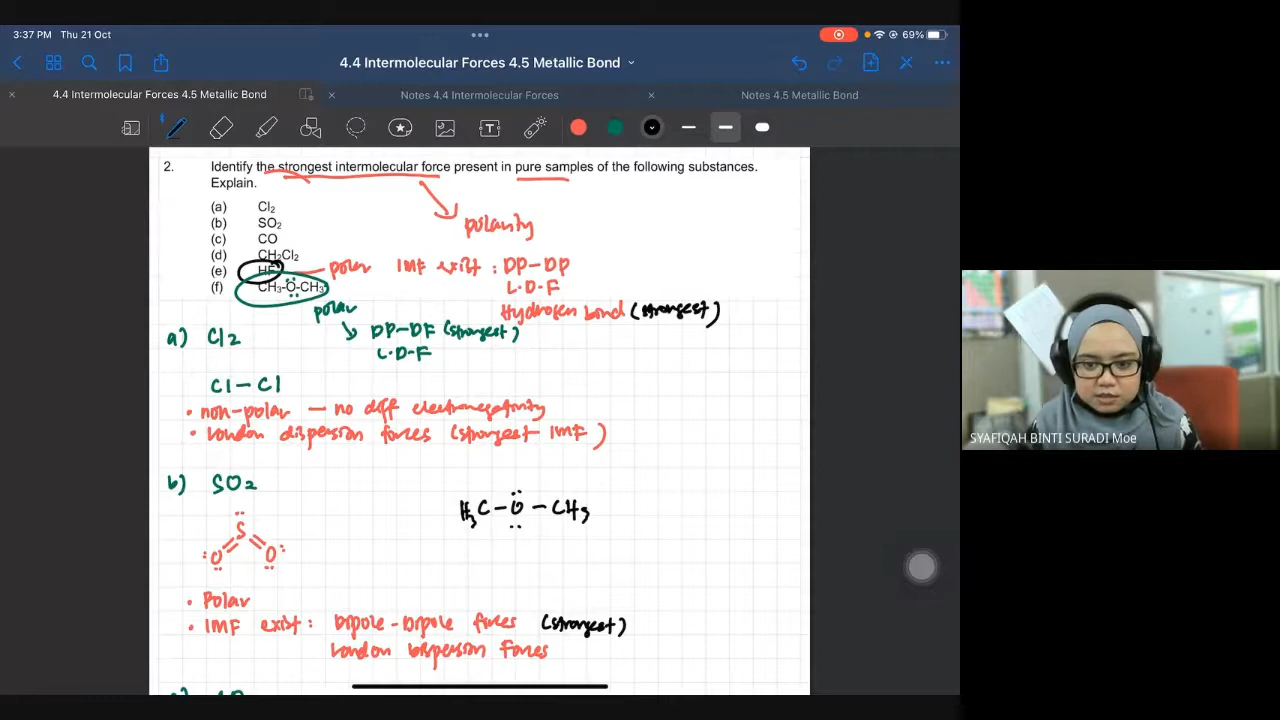 3:37 PM Thu 21 Oct
69%
4.4 Intermolecular Forces 4.5 Metallic Bond
4.4 Intermolecular Forces 4.5 Metallic Bond
Notes 4.4 Intermolecular Forces
Notes 4.5 Metallic Bond
2. Identify the strongest intermolecular force present in pure samples of the following substances.
Explain.
polarity
(a) Cl₂
(b) SO₂
(c) CO
(d) CH₂Cl₂
(e) HF
polar IMF exist : DP-DP
(f) CH₃-O-CH₃
L.D.F
Hydrogen bond (strongest)
polar
DP-DF (strongest)
L.D.F
a) Cl2
Cl - Cl
• non-polar — no diff electronegativity
• London dispersion forces (strongest IMF)
b) SO2
H3C - O - CH3
S
O O
• Polar
• IMF exist : Dipole-Dipole forces (strongest)
London Dispersion Forces
SYAFIQAH BINTI SURADI Moe